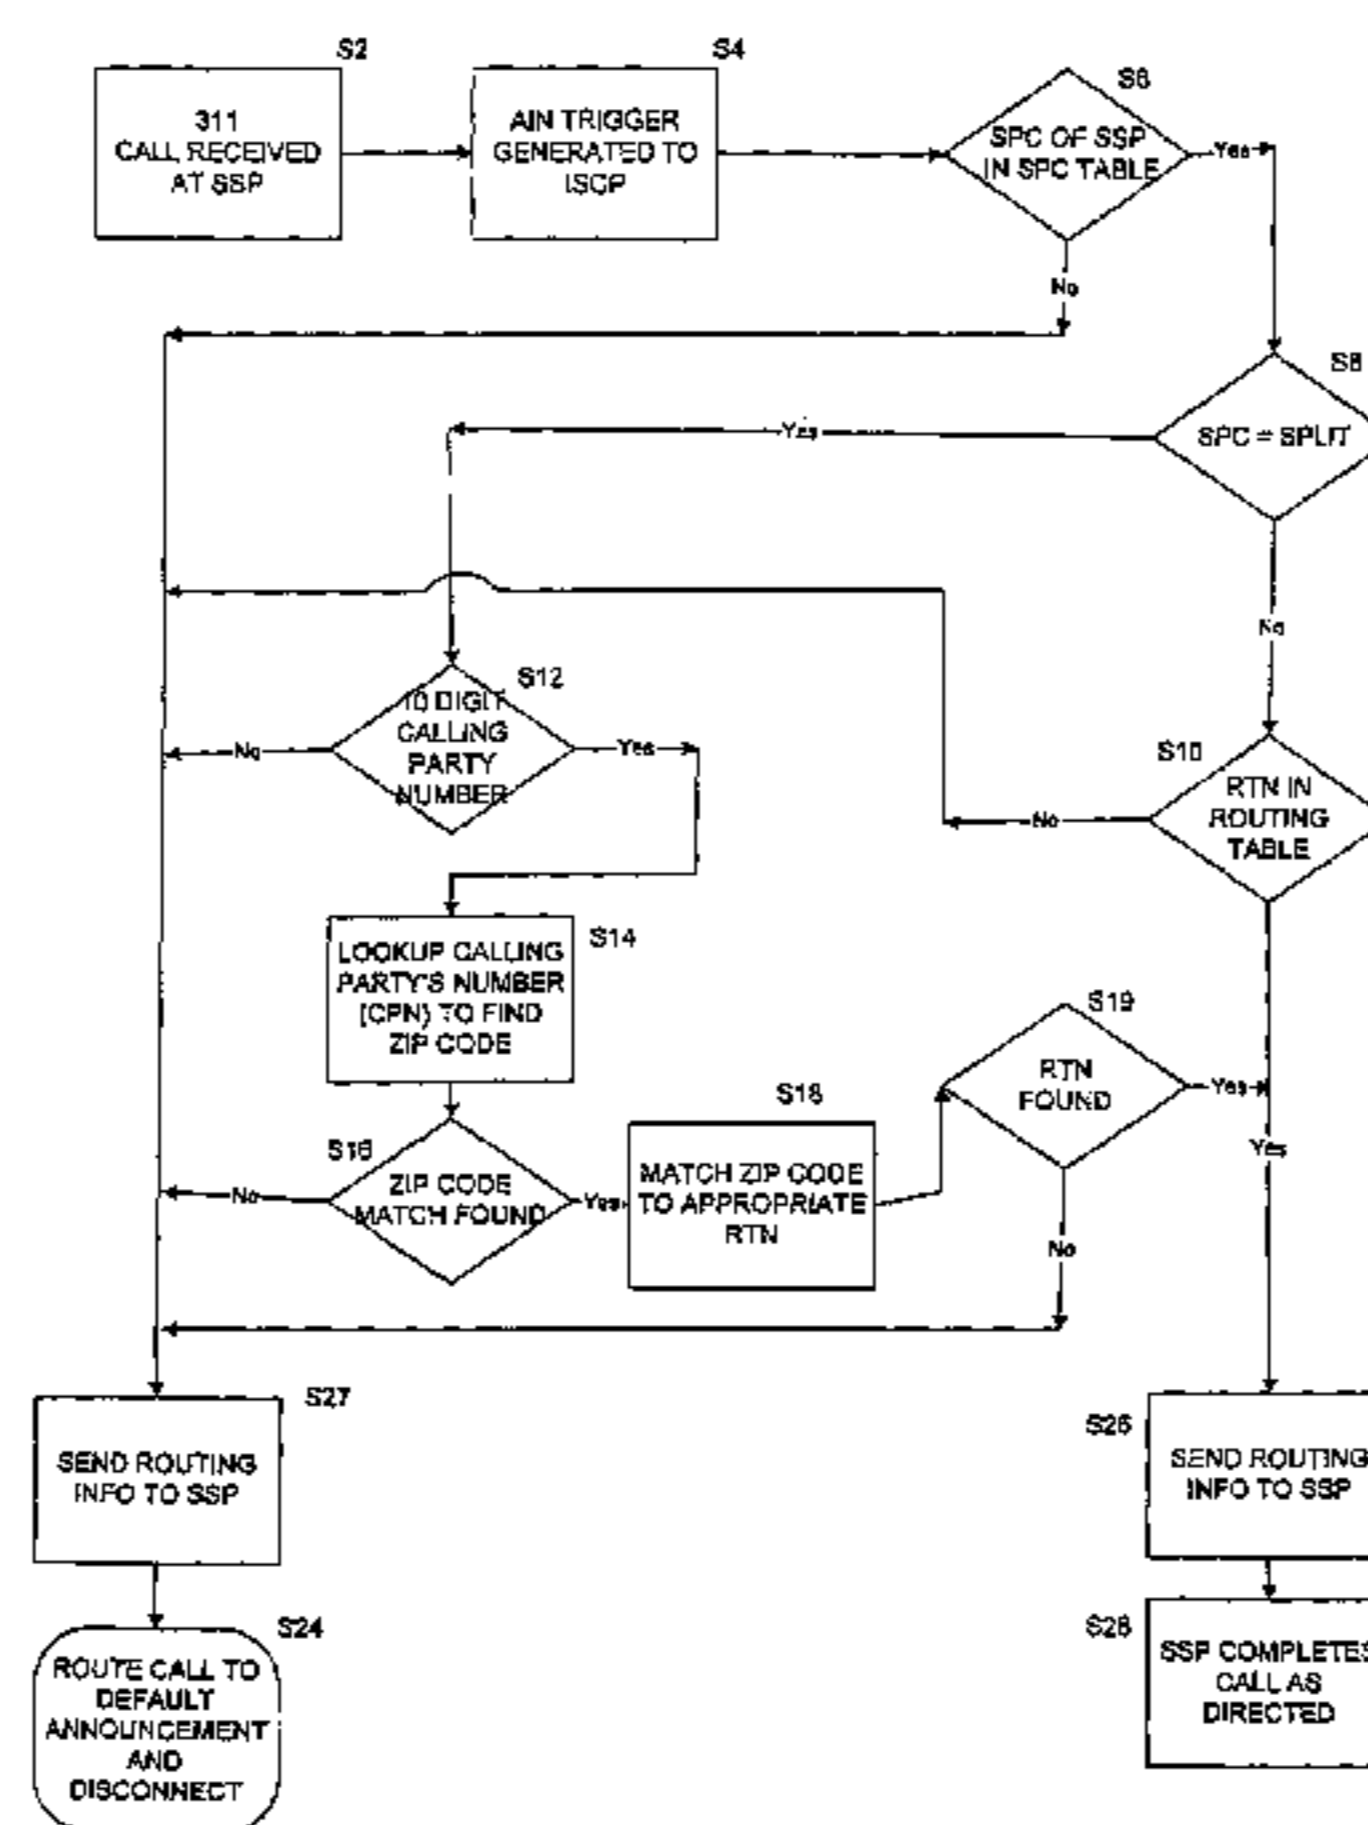 S2
311
CALL RECEIVED
AT SSP
S4
AIN TRIGGER
GENERATED TO
ISCP
S6
SPC OF SSP
IN SPC TABLE
Yes
No
S8
SPC = SPLIT
Yes
No
S12
10 DIGIT
CALLING
PARTY
NUMBER
No
Yes
S10
RTN IN
ROUTING
TABLE
No
Yes
S14
LOOKUP CALLING
PARTY'S NUMBER
(CPN) TO FIND
ZIP CODE
S16
ZIP CODE
MATCH FOUND
No
Yes
S18
MATCH ZIP CODE
TO APPROPRIATE
RTN
S19
RTN
FOUND
Yes
No
S27
SEND ROUTING
INFO TO SSP
S24
ROUTE CALL TO
DEFAULT
ANNOUNCEMENT
AND
DISCONNECT
S26
SEND ROUTING
INFO TO SSP
S28
SSP COMPLETES
CALL AS
DIRECTED